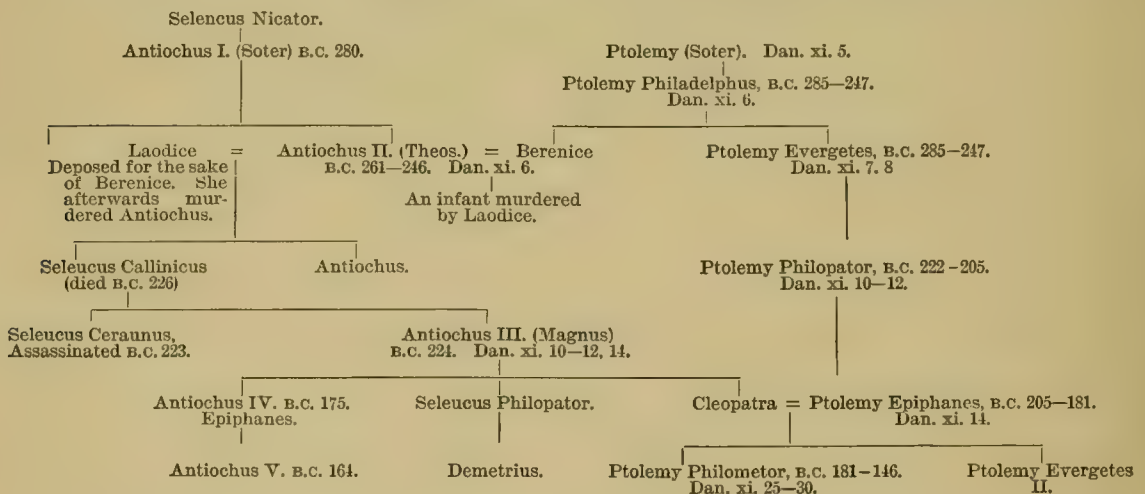 Selencus Nicator.
Antiochus I. (Soter) B.C. 280.
Ptolemy (Soter). Dan. xi. 5.
Ptolemy Philadelphus, B.C. 285—247.
Dan. xi. 6.
Laodice = Antiochus II. (Theos.) = Berenice
Deposed for the sake
of Berenice. She
afterwards mur-
dered Antiochus.
B.C. 261—246. Dan. xi. 6.
An infant murdered
by Laodice.
Ptolemy Evergetes, B.C. 285—247.
Dan. xi. 7. 8
Seleucus Callinicus
(died B.C. 226)
Antiochus.
Ptolemy Philopator, B.C. 222-205.
Dan. xi. 10—12.
Seleucus Ceraunus,
Assassinated B.C. 223.
Antiochus III. (Magnus)
B.C. 224. Dan. xi. 10—12, 14.
Antiochus IV. B.C. 175.
Epiphanes.
Seleucus Philopator.
Cleopatra = Ptolemy Epiphanes, B.C. 205—181.
Dan. xi. 14.
Antiochus V. B.C. 164.
Demetrius.
Ptolemy Philometor, B.C. 181-146.
Dan. xi. 25—30.
Ptolemy Evergetes
II.